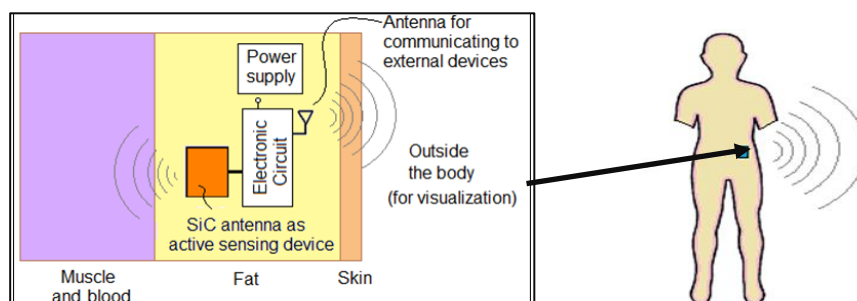 Antenna for
communicating to
external devices
Power
supply
Electronic
Circuit
Outside
the body
(for visualization)
SiC antenna as
active sensing device
Muscle
and blood
Fat
Skin